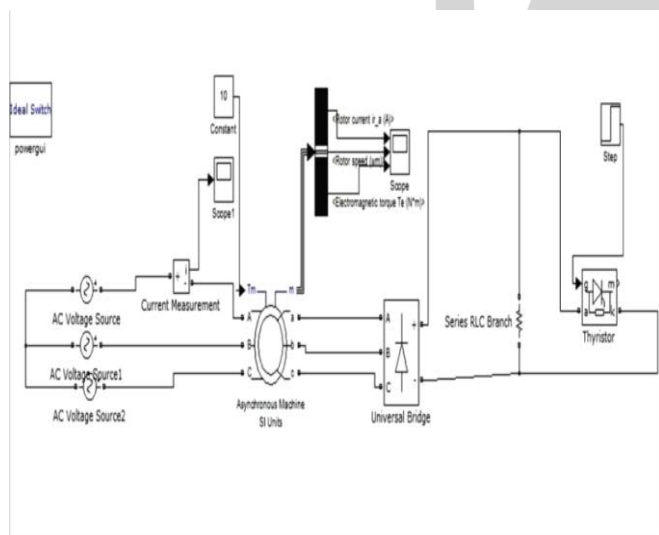 Ideal Switch
powergui
10
Constant
Scope1
<Rotor current ir_a (A)>
<Rotor speed (wm)>
<Electromagnetic torque Te (N*m)>
Scope
Step
i
+
-
Current Measurement
AC Voltage Source
AC Voltage Source1
AC Voltage Source2
Tm
m
A
B
C
a
b
c
Asynchronous Machine
SI Units
A
B
C
+
-
Universal Bridge
Series RLC Branch
g
m
a
k
Thyristor